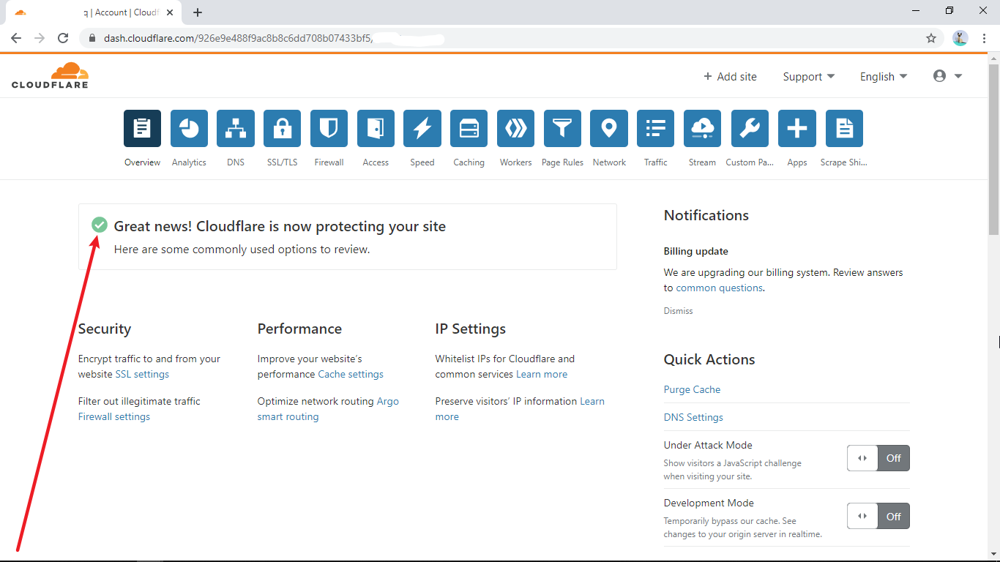 q | Account | Cloudf
dash.cloudflare.com/926e9e488f9ac8b8c6dd708b07433bf5/
CLOUDFLARE
+ Add site
Support
English
Overview
Analytics
DNS
SSL/TLS
Firewall
Access
Speed
Caching
Workers
Page Rules
Network
Traffic
Stream
Custom Pa...
Apps
Scrape Shi...
Great news! Cloudflare is now protecting your site
Here are some commonly used options to review.
Security
Encrypt traffic to and from your
website SSL settings
Filter out illegitimate traffic
Firewall settings
Performance
Improve your website's
performance Cache settings
Optimize network routing Argo
smart routing
IP Settings
Whitelist IPs for Cloudflare and
common services Learn more
Preserve visitors' IP information Learn
more
Notifications
Billing update
We are upgrading our billing system. Review answers
to common questions.
Dismiss
Quick Actions
Purge Cache
DNS Settings
Under Attack Mode
Show visitors a JavaScript challenge
when visiting your site.
Off
Development Mode
Temporarily bypass our cache. See
changes to your origin server in realtime.
Off